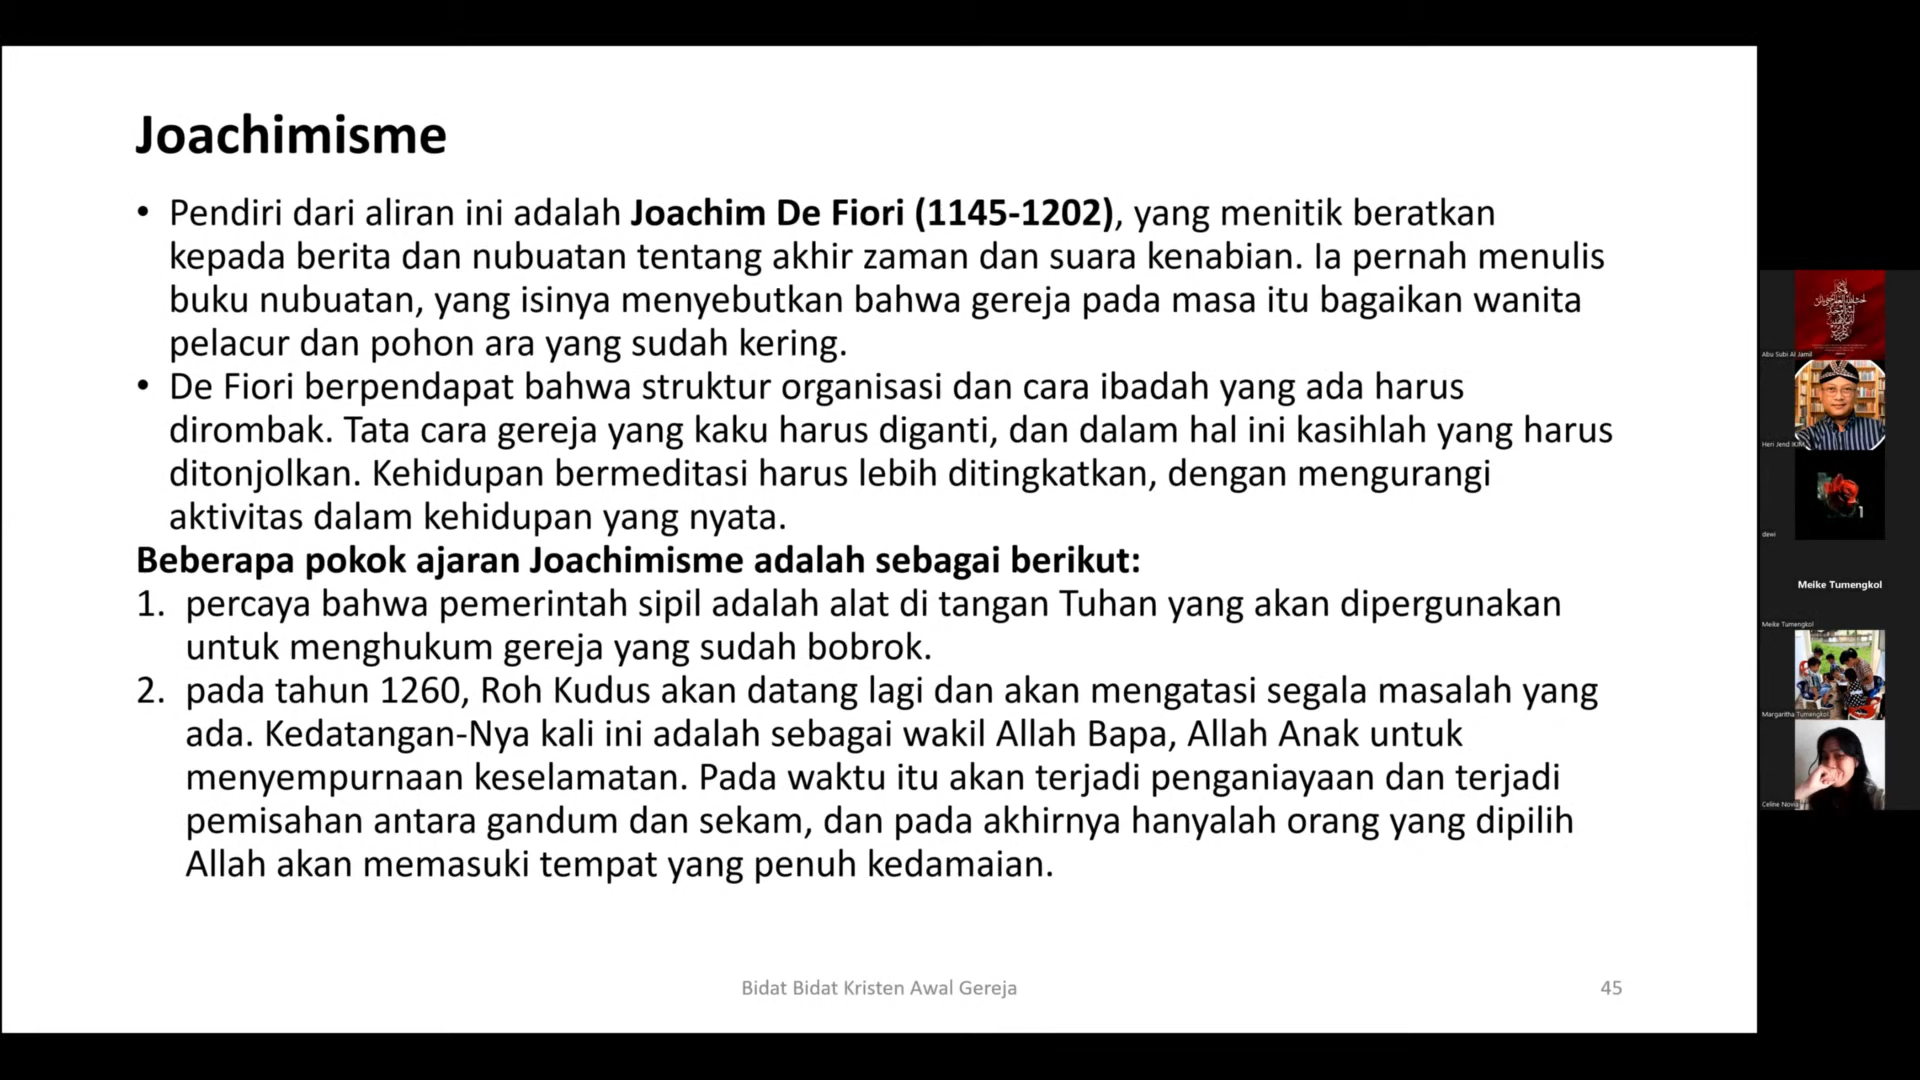 Joachimisme
• Pendiri dari aliran ini adalah Joachim De Fiori (1145-1202), yang menitik beratkan
kepada berita dan nubuatan tentang akhir zaman dan suara kenabian. Ia pernah menulis
buku nubuatan, yang isinya menyebutkan bahwa gereja pada masa itu bagaikan wanita
pelacur dan pohon ara yang sudah kering.
• De Fiori berpendapat bahwa struktur organisasi dan cara ibadah yang ada harus
dirombak. Tata cara gereja yang kaku harus diganti, dan dalam hal ini kasihlah yang harus
ditonjolkan. Kehidupan bermeditasi harus lebih ditingkatkan, dengan mengurangi
aktivitas dalam kehidupan yang nyata.
Beberapa pokok ajaran Joachimisme adalah sebagai berikut:
1. percaya bahwa pemerintah sipil adalah alat di tangan Tuhan yang akan dipergunakan
untuk menghukum gereja yang sudah bobrok.
2. pada tahun 1260, Roh Kudus akan datang lagi dan akan mengatasi segala masalah yang
ada. Kedatangan-Nya kali ini adalah sebagai wakil Allah Bapa, Allah Anak untuk
menyempurnaan keselamatan. Pada waktu itu akan terjadi penganiayaan dan terjadi
pemisahan antara gandum dan sekam, dan pada akhirnya hanyalah orang yang dipilih
Allah akan memasuki tempat yang penuh kedamaian.
Bidat Bidat Kristen Awal Gereja
45
Abu Subi Al Jamil
Heri Jend
dewi
Meike Tumengkol
Meike Tumengkol
Margaritha Tumengkol
Celine Novia